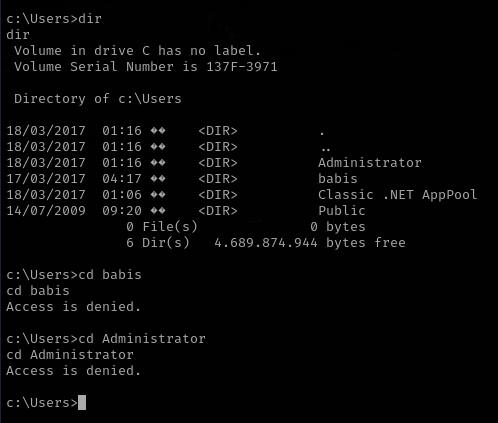 c:\Users>dir
dir
 Volume in drive C has no label.
 Volume Serial Number is 137F-3971

 Directory of c:\Users

18/03/2017  01:16 ��    <DIR>          .
18/03/2017  01:16 ��    <DIR>          ..
18/03/2017  01:16 ��    <DIR>          Administrator
17/03/2017  04:17 ��    <DIR>          babis
18/03/2017  01:06 ��    <DIR>          Classic .NET AppPool
14/07/2009  09:20 ��    <DIR>          Public
               0 File(s)              0 bytes
               6 Dir(s)   4.689.874.944 bytes free

c:\Users>cd babis
cd babis
Access is denied.

c:\Users>cd Administrator
cd Administrator
Access is denied.

c:\Users>